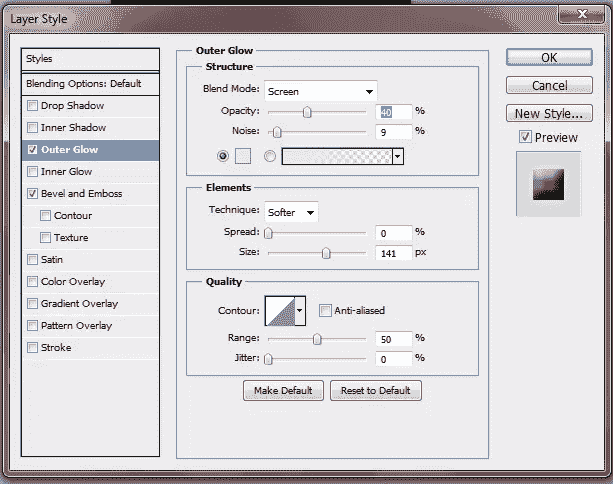 Layer Style
Styles
Blending Options: Default
Drop Shadow
Inner Shadow
Outer Glow
Inner Glow
Bevel and Emboss
Contour
Texture
Satin
Color Overlay
Gradient Overlay
Pattern Overlay
Stroke
Outer Glow
Structure
Blend Mode: Screen
Opacity: 40 %
Noise: 9 %
Elements
Technique: Softer
Spread: 0 %
Size: 141 px
Quality
Contour: Anti-aliased
Range: 50 %
Jitter: 0 %
Make Default Reset to Default
OK
Cancel
New Style...
Preview